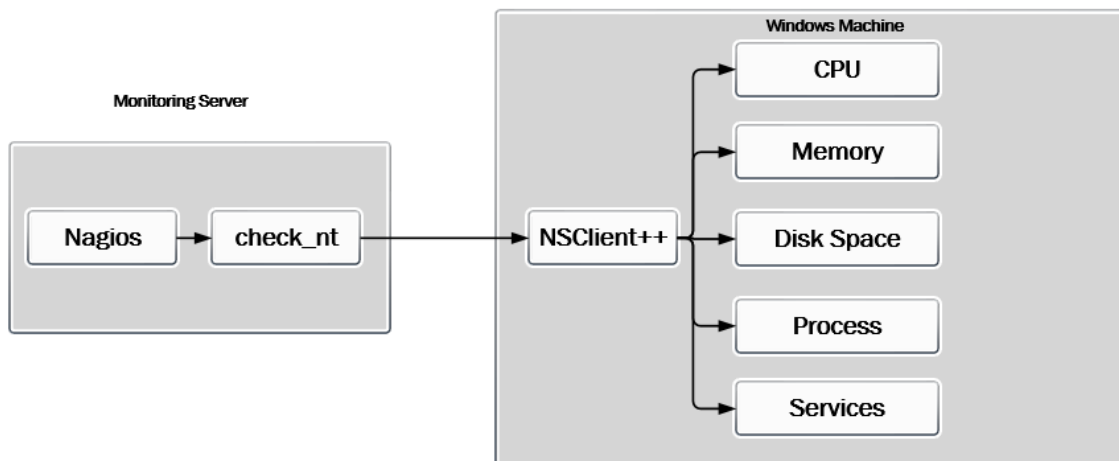 Windows Machine
CPU
Monitoring Server
Memory
Nagios
check_nt
NSClient++
Disk Space
Process
Services